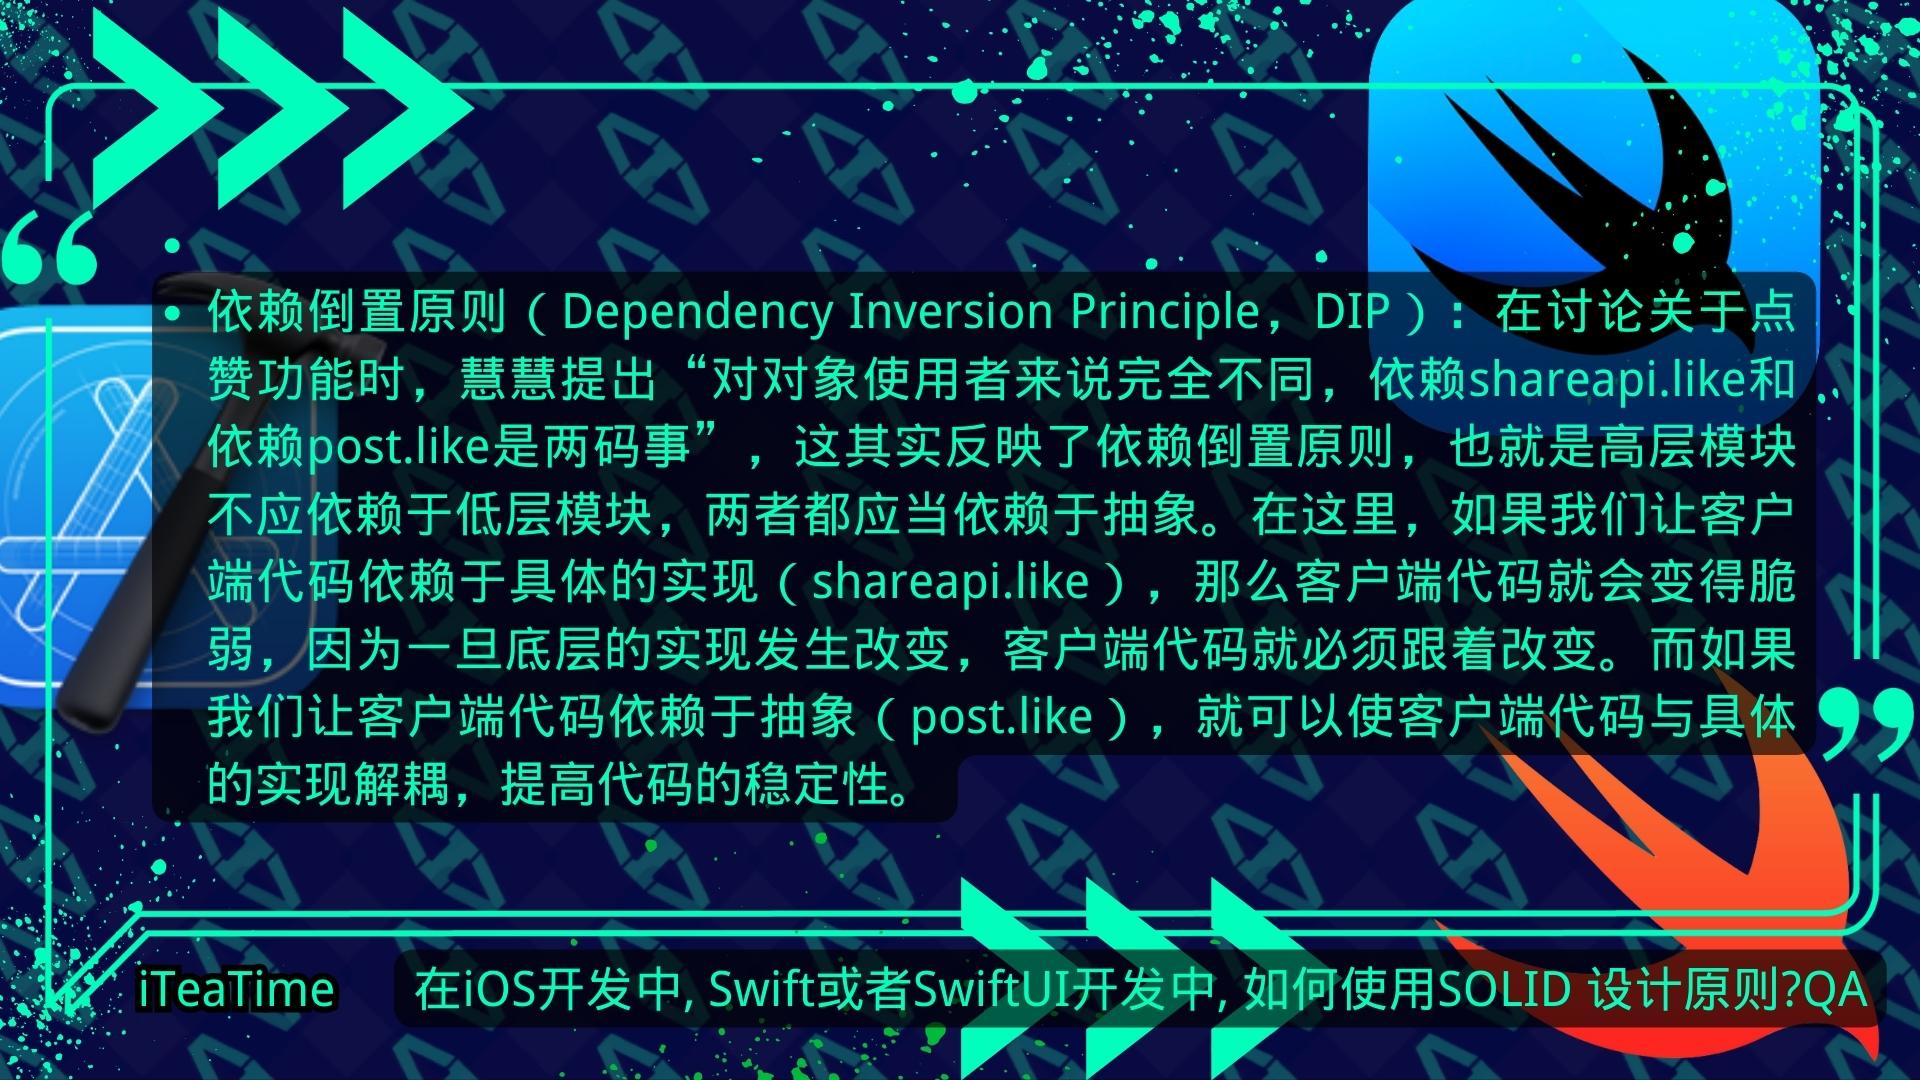 • 依赖倒置原则（Dependency Inversion Principle，DIP）：在讨论关于点
赞功能时，慧慧提出“对对象使用者来说完全不同，依赖shareapi.like和
依赖post.like是两码事”，这其实反映了依赖倒置原则，也就是高层模块
不应依赖于低层模块，两者都应当依赖于抽象。在这里，如果我们让客户
端代码依赖于具体的实现（shareapi.like），那么客户端代码就会变得脆
弱，因为一旦底层的实现发生改变，客户端代码就必须跟着改变。而如果
我们让客户端代码依赖于抽象（post.like），就可以使客户端代码与具体
的实现解耦，提高代码的稳定性。
iTeaTime
在iOS开发中, Swift或者SwiftUI开发中, 如何使用SOLID 设计原则?QA